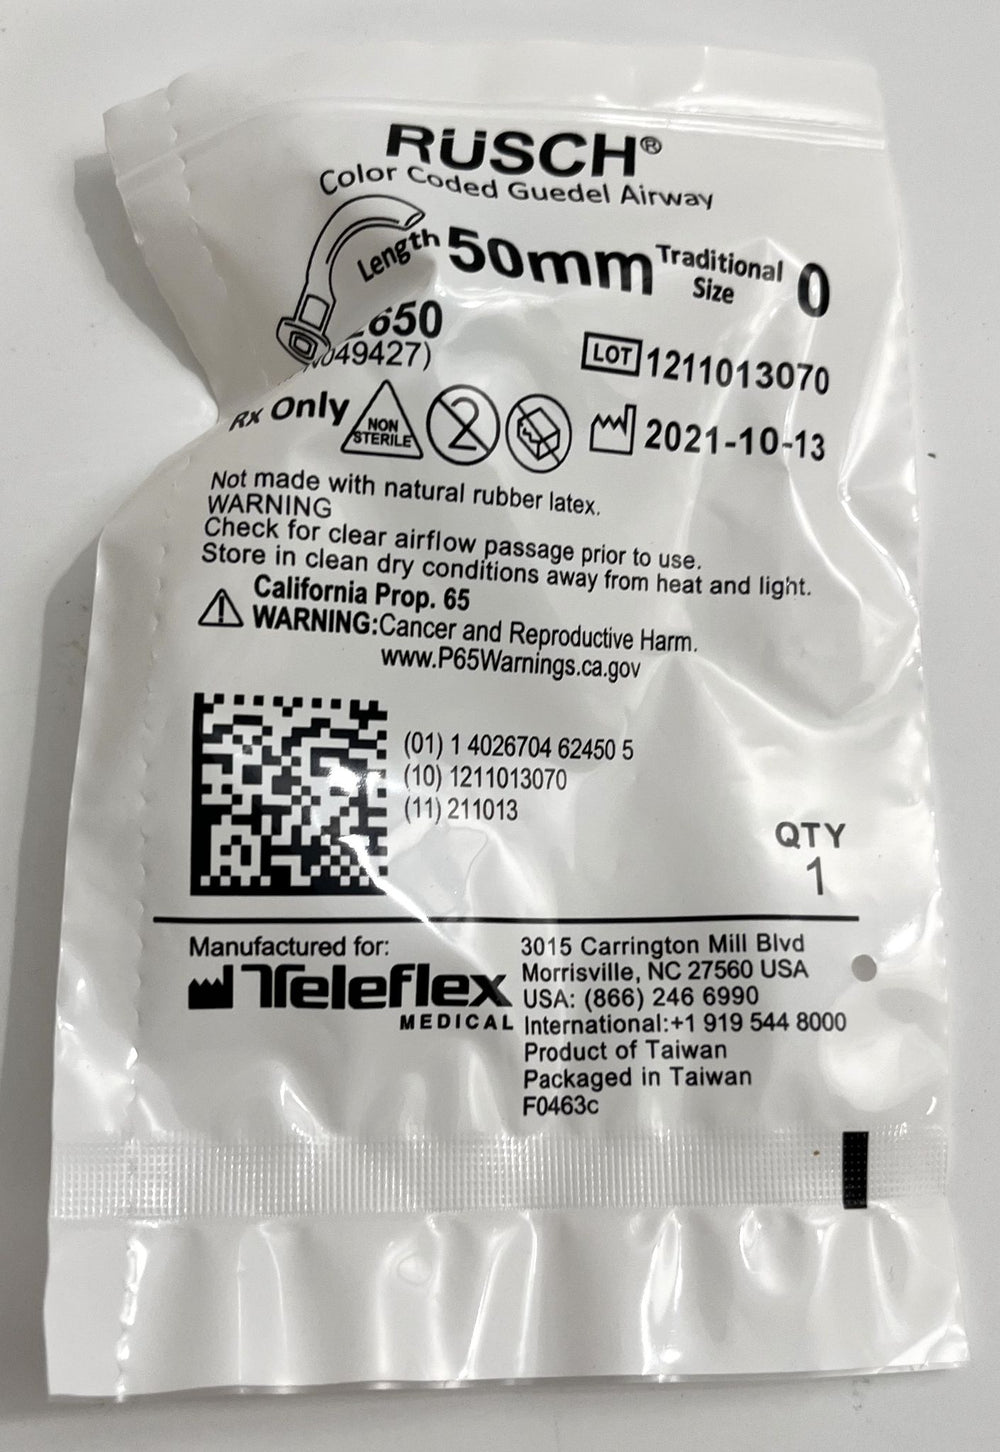 RÜSCH®
Color Coded Guedel Airway
Length 50mm Traditional Size 0
650
049427)
LOT 1211013070
Rx Only
NON
STERILE
2
2021-10-13
Not made with natural rubber latex.
WARNING
Check for clear airflow passage prior to use.
Store in clean dry conditions away from heat and light.
California Prop. 65
WARNING:Cancer and Reproductive Harm.
www.P65Warnings.ca.gov
(01) 1 4026704 62450 5
(10) 1211013070
(11) 211013
QTY
1
Manufactured for:
Teleflex
MEDICAL
3015 Carrington Mill Blvd
Morrisville, NC 27560 USA
USA: (866) 246 6990
International:+1 919 544 8000
Product of Taiwan
Packaged in Taiwan
F0463c